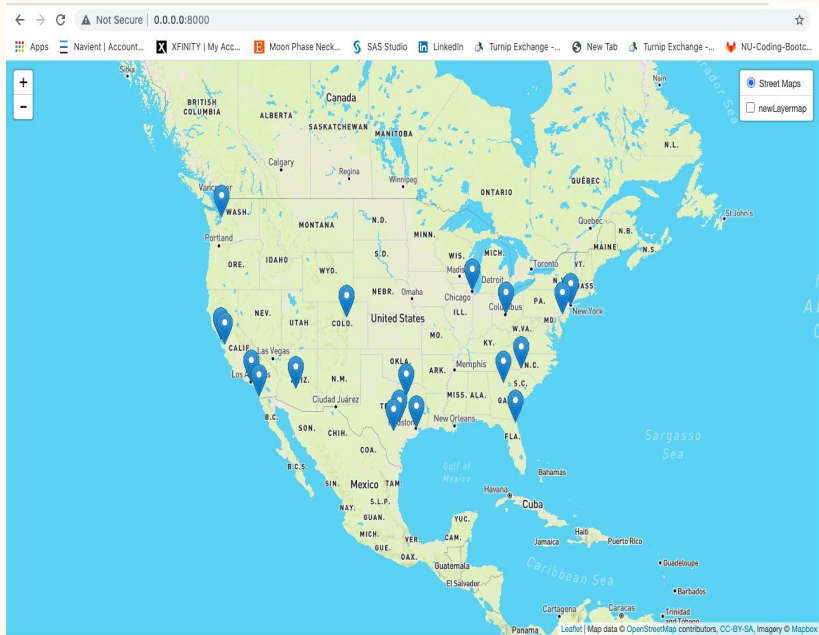 Not Secure | 0.0.0.0:8000
Apps Navient | Account... XFINITY | My Acc... Moon Phase Neck... SAS Studio LinkedIn Turnip Exchange -... New Tab Turnip Exchange -... NU-Coding-Bootc...
+
-
Street Maps
newLayermap
Sitka
Nain
BRITISH
COLUMBIA
Canada
ALBERTA
SASKATCHEWAN
MANITOBA
N.L.
Calgary
Regina
Winnipeg
ONTARIO
QUÉBEC
WASH.
St John's
Quebec
N.B.
MONTANA
N.D.
MINN.
Portland
MAINE
N.S.
ORE.
IDAHO
S.D.
WIS.
MICH.
Toronto
VT.
WYO.
Detroit
NEBR.
Omaha
Chicago
PA.
New York
NEV.
UTAH
COLO.
United States
ILL.
MD.
W.VA.
MO.
KY.
CALIF.
Las Vegas
OKLA.
ARK.
Memphis
N.C.
N.M.
S.C.
MISS.
ALA.
Ciudad Juárez
B.C.
SON.
CHIH.
New Orleans
FLA.
COA.
Sargasso
Sea
B.C.S.
Gulf of
Mexico
Bahamas
SIN.
Mexico
TAM.
Havana
Cuba
NAY.
S.L.P.
GUAN.
YUC.
MICH.
VER.
CAM.
Haiti
Jamaica
Puerto Rico
GUE.
OAX.
Guatemala
Guadeloupe
Caribbean Sea
El Salvador
Barbados
Cartagena
Caracas
Trinidad
and Tobago
Panama
Leaflet | Map data © OpenStreetMap contributors, CC-BY-SA, Imagery © Mapbox